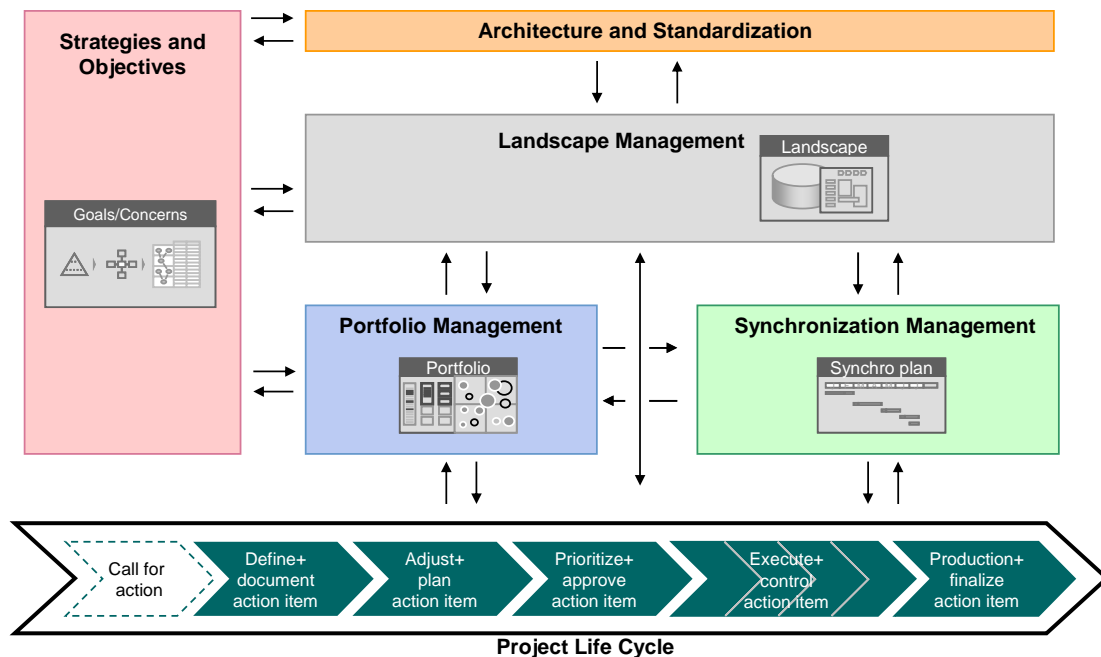 Strategies and
Objectives
Architecture and Standardization
Landscape Management
Landscape
Goals/Concerns
Portfolio Management
Portfolio
Synchronization Management
Synchro plan
Call for
action
Define+
document
action item
Adjust+
plan
action item
Prioritize+
approve
action item
Execute+
control
action item
Production+
finalize
action item
Project Life Cycle